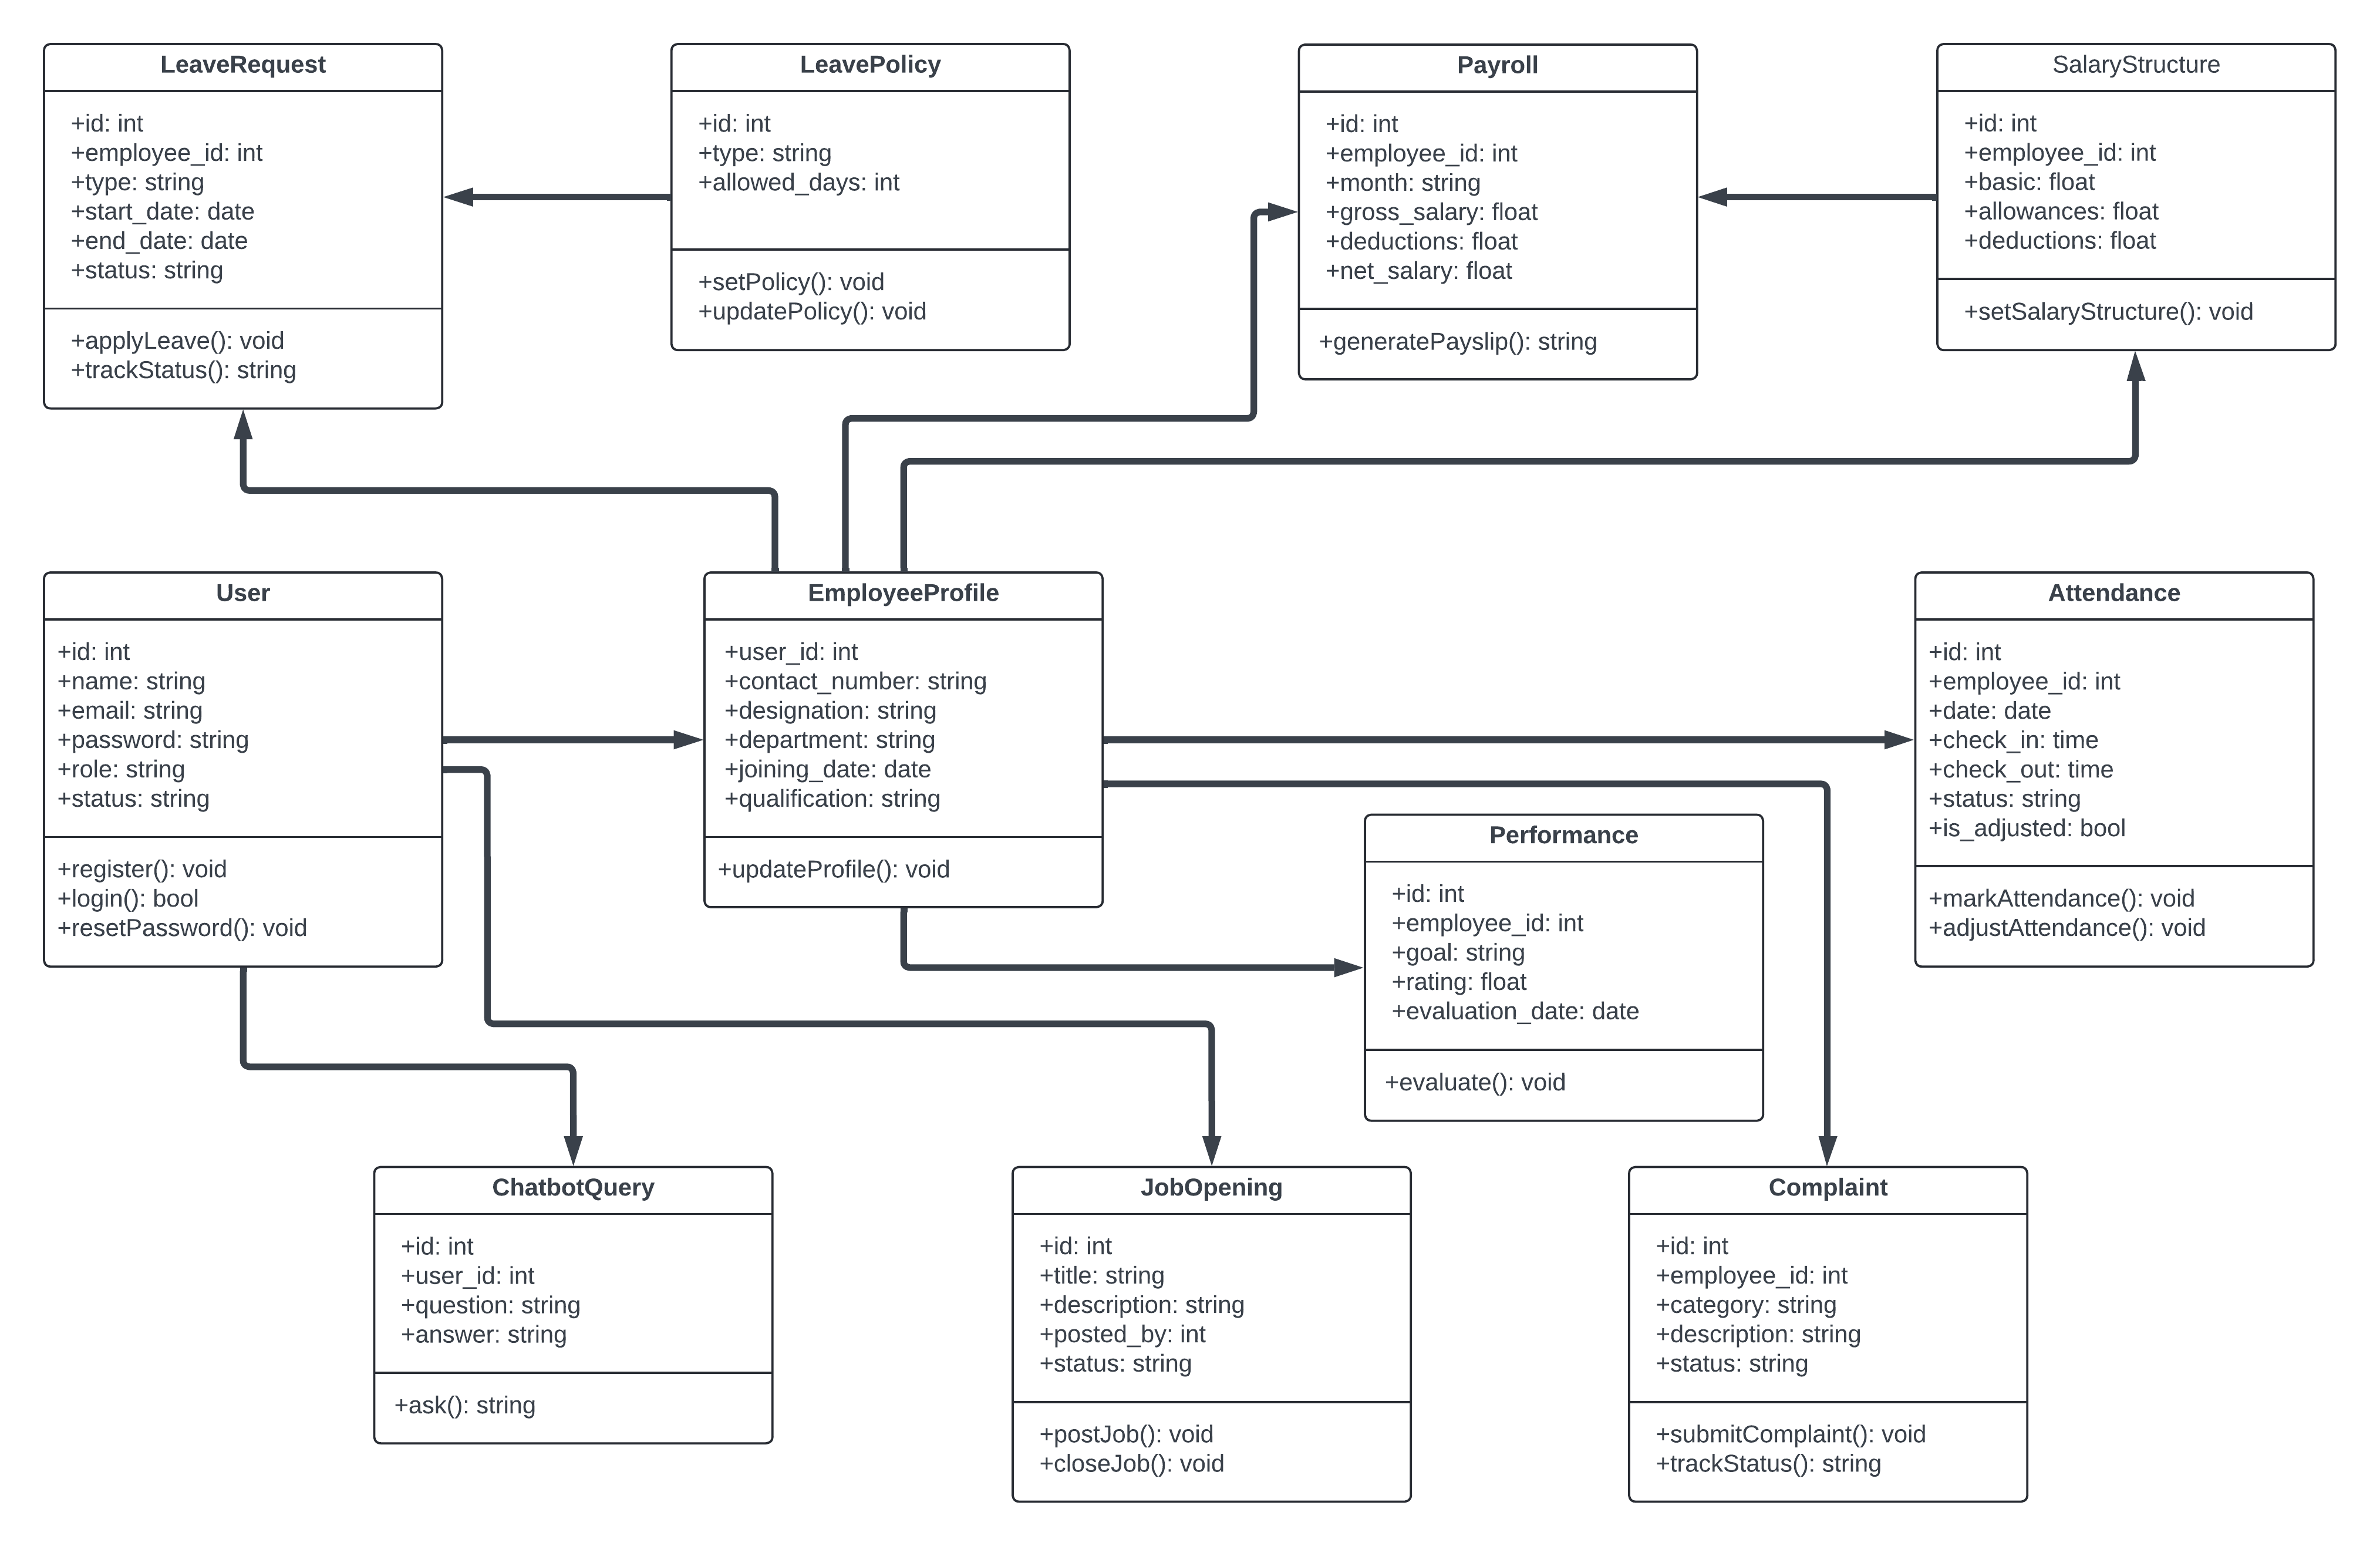 LeaveRequest
+id: int
+employee_id: int
+type: string
+start_date: date
+end_date: date
+status: string
+applyLeave(): void
+trackStatus(): string
LeavePolicy
+id: int
+type: string
+allowed_days: int
+setPolicy(): void
+updatePolicy(): void
Payroll
+id: int
+employee_id: int
+month: string
+gross_salary: float
+deductions: float
+net_salary: float
+generatePayslip(): string
SalaryStructure
+id: int
+employee_id: int
+basic: float
+allowances: float
+deductions: float
+setSalaryStructure(): void
User
+id: int
+name: string
+email: string
+password: string
+role: string
+status: string
+register(): void
+login(): bool
+resetPassword(): void
EmployeeProfile
+user_id: int
+contact_number: string
+designation: string
+department: string
+joining_date: date
+qualification: string
+updateProfile(): void
Attendance
+id: int
+employee_id: int
+date: date
+check_in: time
+check_out: time
+status: string
+is_adjusted: bool
+markAttendance(): void
+adjustAttendance(): void
Performance
+id: int
+employee_id: int
+goal: string
+rating: float
+evaluation_date: date
+evaluate(): void
ChatbotQuery
+id: int
+user_id: int
+question: string
+answer: string
+ask(): string
JobOpening
+id: int
+title: string
+description: string
+posted_by: int
+status: string
+postJob(): void
+closeJob(): void
Complaint
+id: int
+employee_id: int
+category: string
+description: string
+status: string
+submitComplaint(): void
+trackStatus(): string